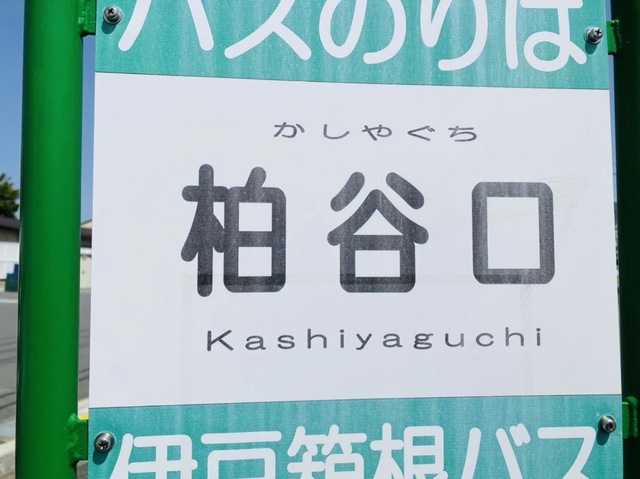 バスのりば
かしやぐち
柏谷口
Kashiyaguchi
伊豆箱根バス